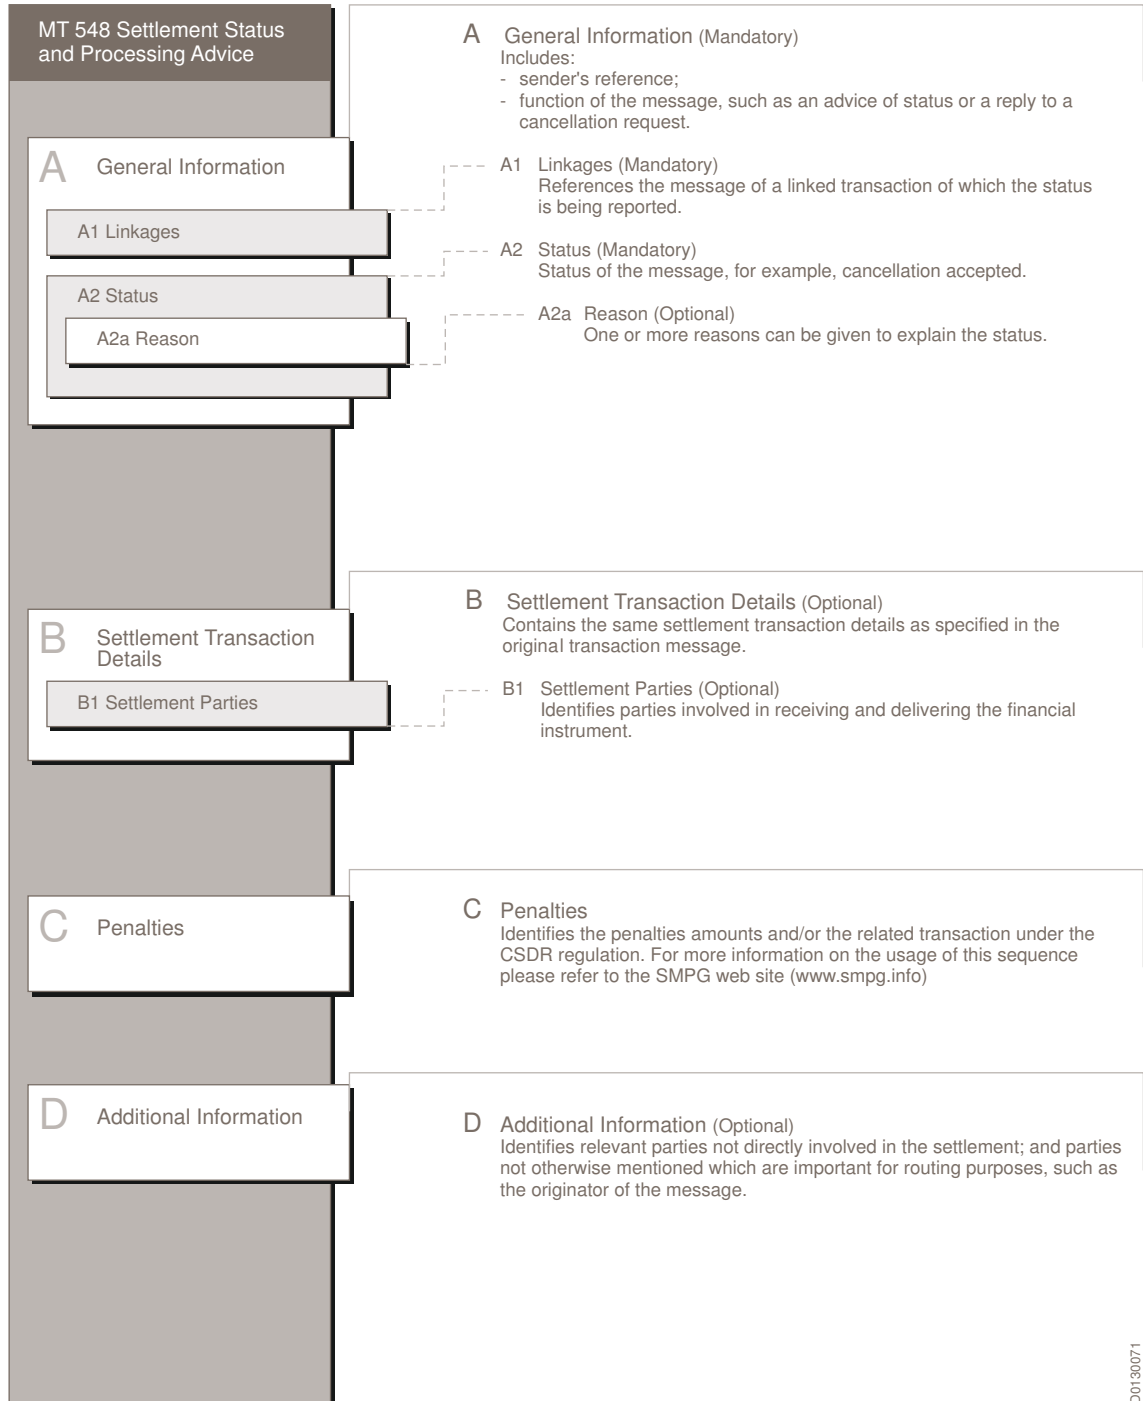 MT 548 Settlement Status
and Processing Advice
A General Information
A1 Linkages
A2 Status
A2a Reason
A General Information (Mandatory)
Includes:
- sender's reference;
- function of the message, such as an advice of status or a reply to a
cancellation request.
A1 Linkages (Mandatory)
References the message of a linked transaction of which the status
is being reported.
A2 Status (Mandatory)
Status of the message, for example, cancellation accepted.
A2a Reason (Optional)
One or more reasons can be given to explain the status.
B Settlement Transaction
Details
B1 Settlement Parties
B Settlement Transaction Details (Optional)
Contains the same settlement transaction details as specified in the
original transaction message.
B1 Settlement Parties (Optional)
Identifies parties involved in receiving and delivering the financial
instrument.
C Penalties
C Penalties
Identifies the penalties amounts and/or the related transaction under the
CSDR regulation. For more information on the usage of this sequence
please refer to the SMPG web site (www.smpg.info)
D Additional Information
D Additional Information (Optional)
Identifies relevant parties not directly involved in the settlement; and parties
not otherwise mentioned which are important for routing purposes, such as
the originator of the message.
D0130071